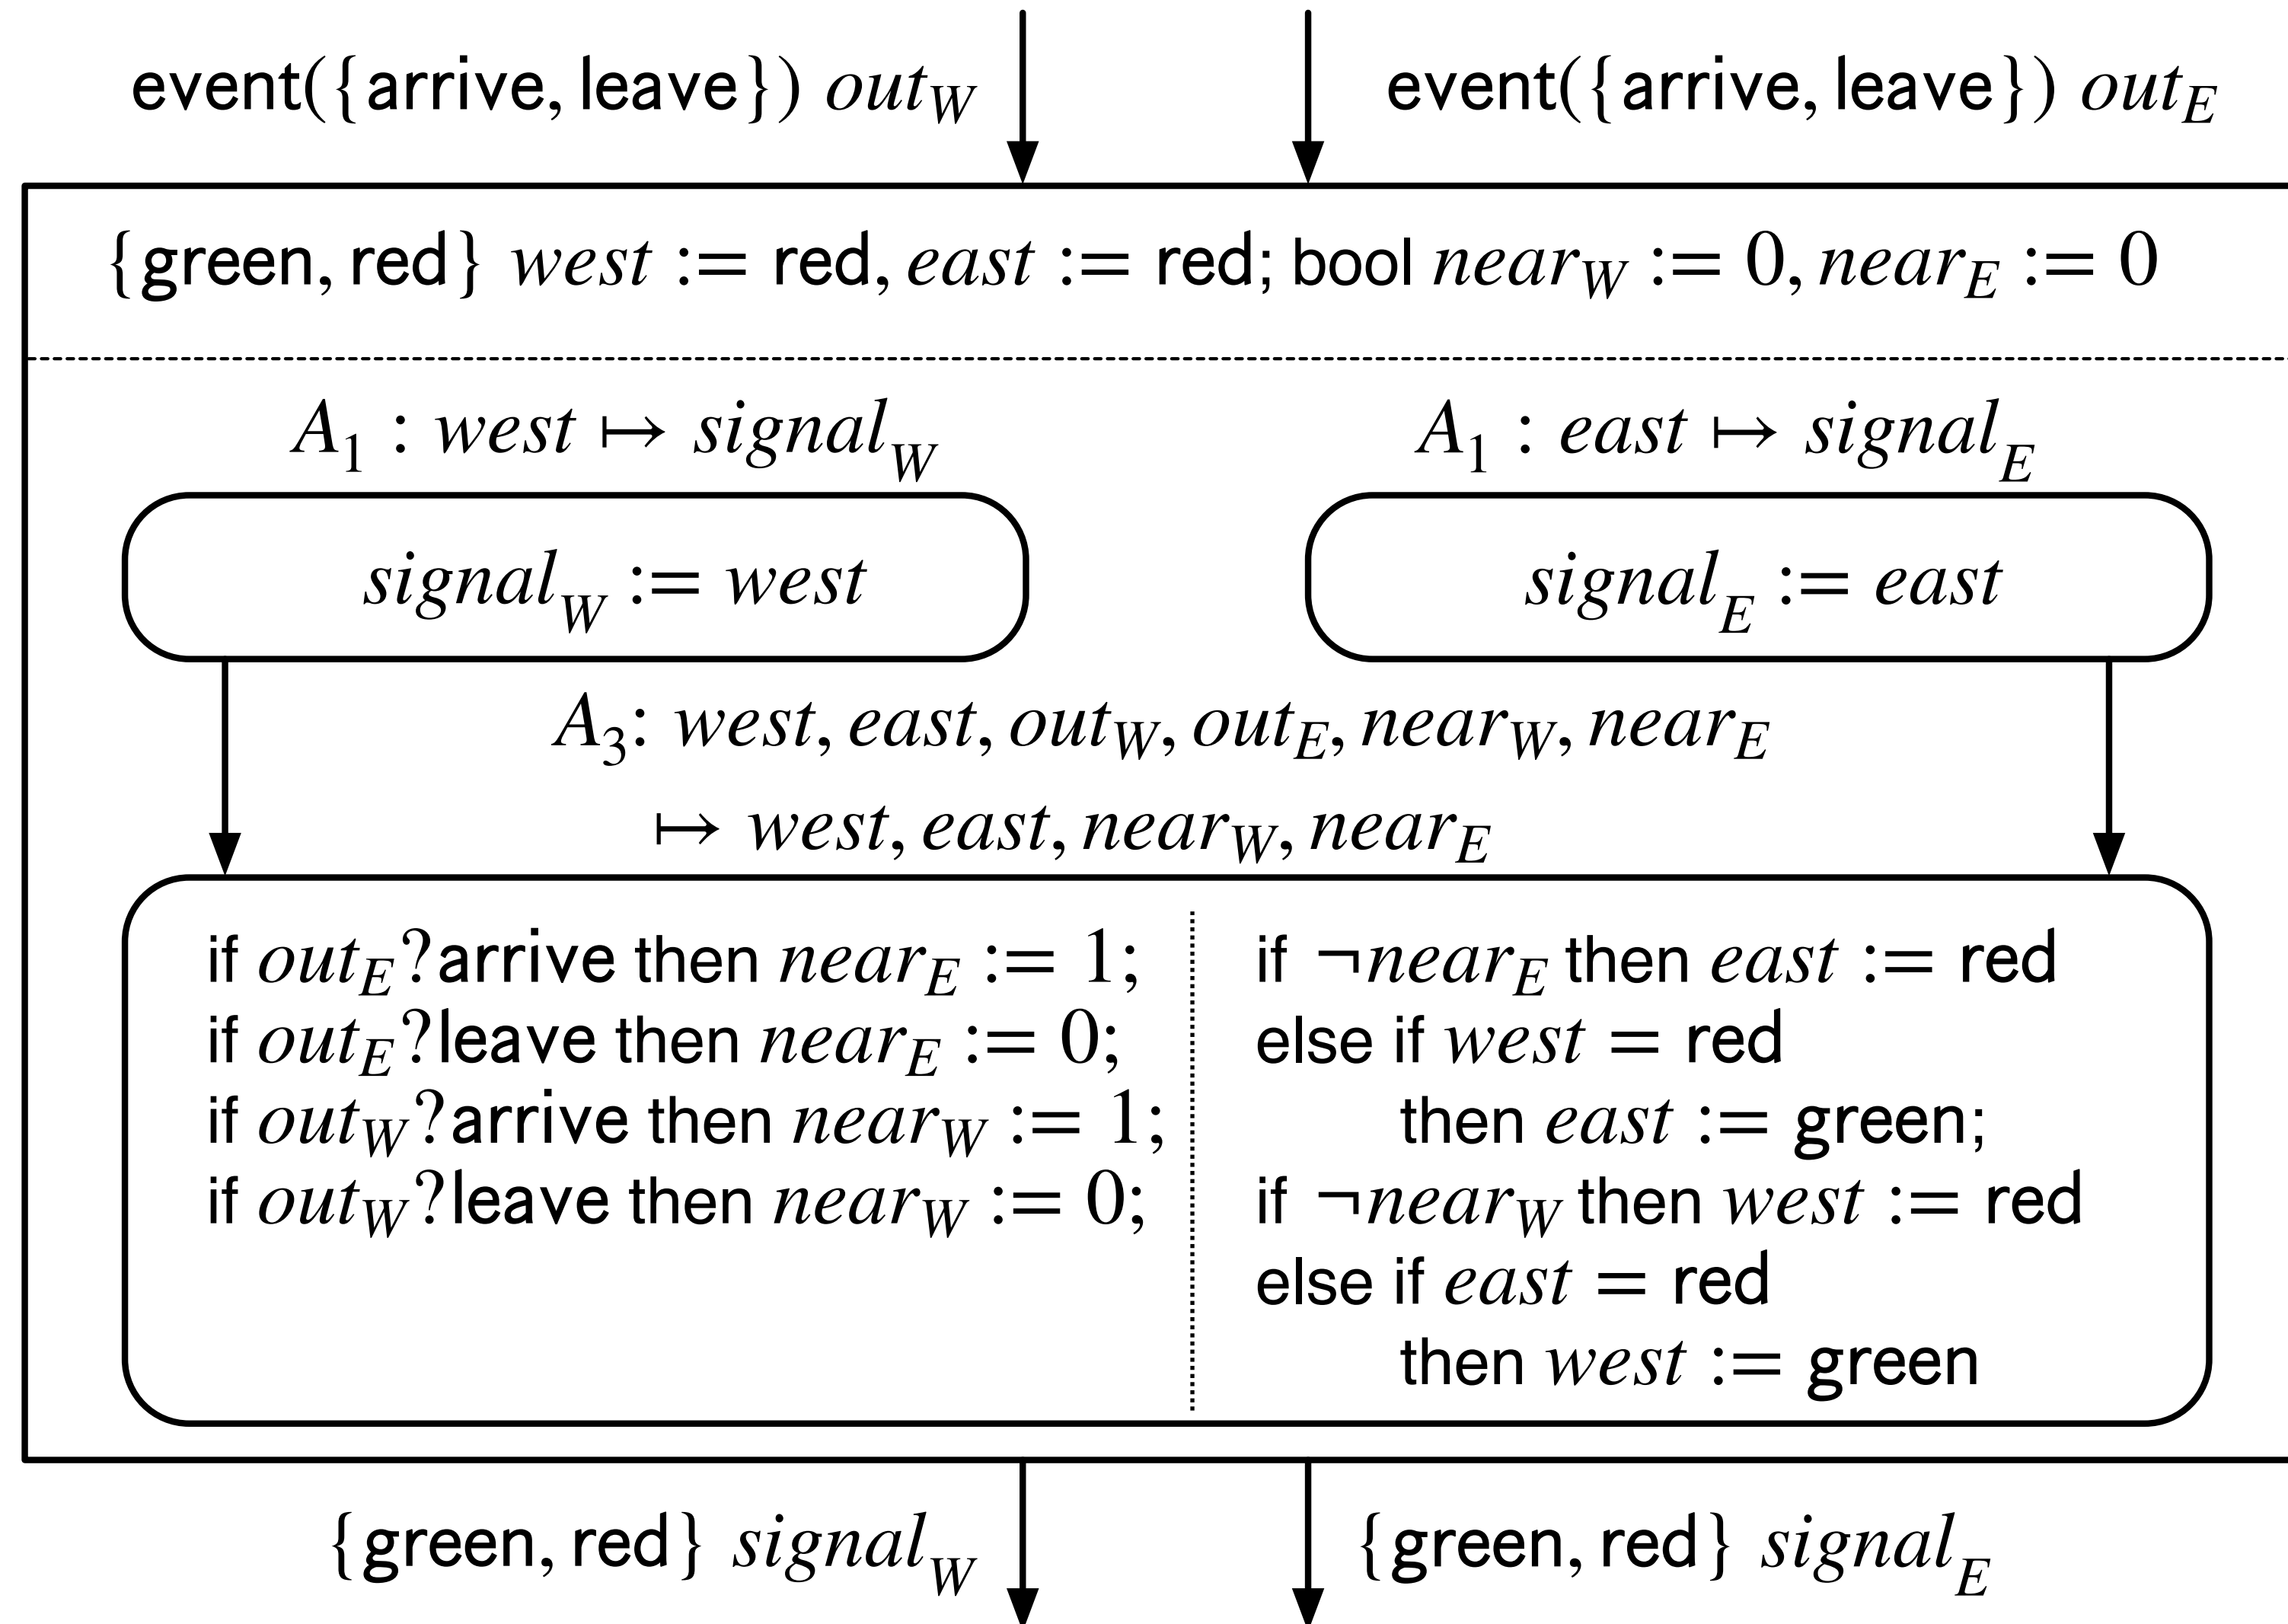 event({arrive, leave}) out_W
event({arrive, leave}) out_E
{green, red} west := red, east := red; bool near_W := 0, near_E := 0
A_1 : west ↦ signal_W
A_1 : east ↦ signal_E
signal_W := west
signal_E := east
A_3: west, east, out_W, out_E, near_W, near_E
↦ west, east, near_W, near_E
if out_E?arrive then near_E := 1;
if out_E?leave then near_E := 0;
if out_W?arrive then near_W := 1;
if out_W?leave then near_W := 0;
if ¬near_E then east := red
else if west = red
then east := green;
if ¬near_W then west := red
else if east = red
then west := green
{green, red} signal_W
{green, red} signal_E